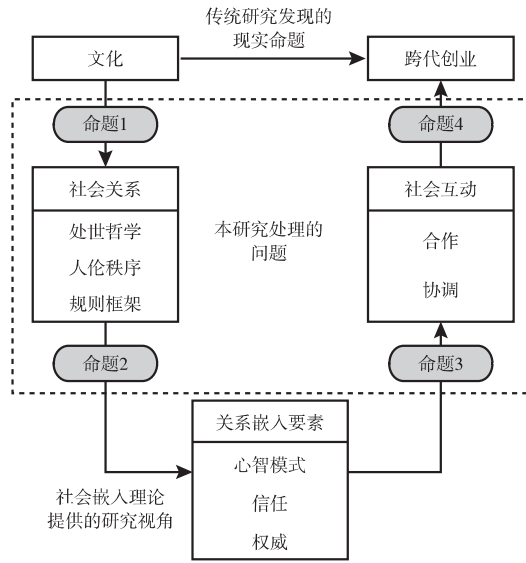 传统研究发现的
现实命题
文化
跨代创业
命题1
命题4
社会关系
处世哲学
人伦秩序
规则框架
本研究处理的
问题
社会互动
合作
协调
命题2
命题3
关系嵌入要素
心智模式
信任
权威
社会嵌入理论
提供的研究视角